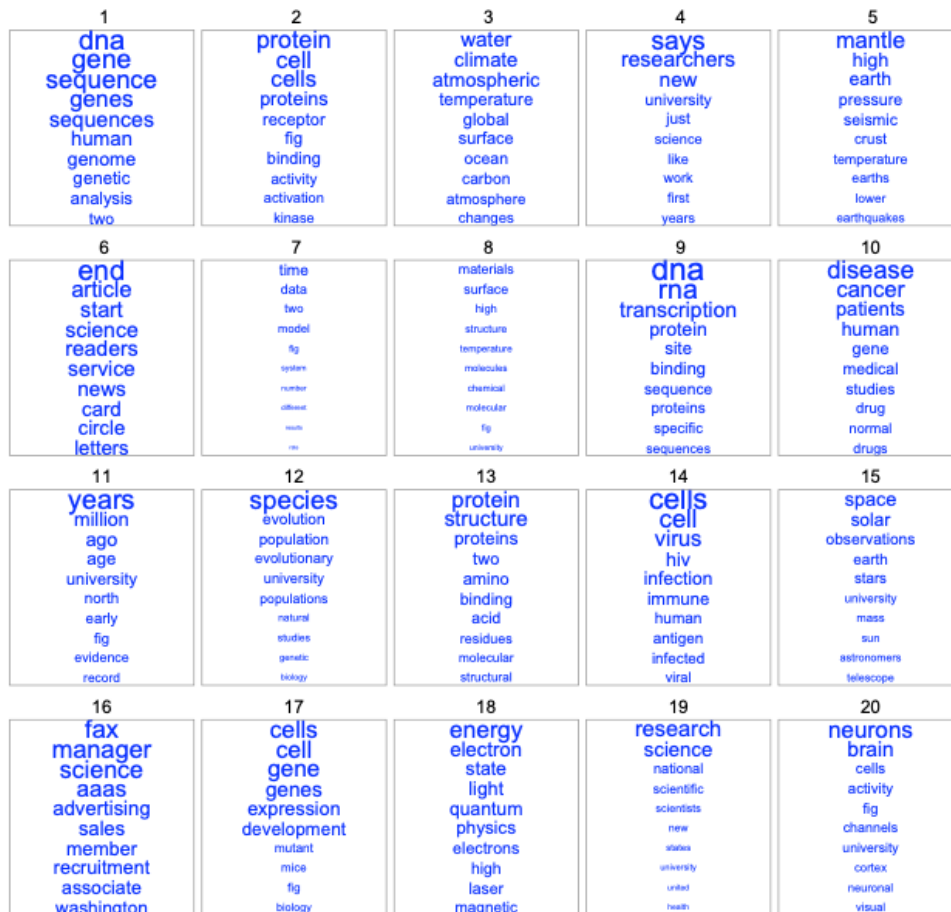 1 2 3 4 5
dna protein water says mantle
gene cell climate researchers high
sequence cells atmospheric new earth
genes proteins temperature university pressure
sequences receptor global just seismic
human fig surface science crust
genome binding ocean like temperature
genetic activity carbon work earths
analysis activation atmosphere first lower
two kinase changes years earthquakes
6 7 8 9 10
end time materials dna disease
article data surface rna cancer
start two high transcription patients
science model structure protein human
readers fig temperature site gene
service system molecules binding medical
news number chemical sequence studies
card different molecular proteins drug
circle results fig specific normal
letters university sequences drugs
11 12 13 14 15
years species protein cells space
million evolution structure cell solar
ago population proteins virus observations
age evolutionary two hiv earth
university university amino infection stars
north populations binding immune university
early natural acid human mass
fig studies residues antigen sun
evidence genetic molecular infected astronomers
record biology structural viral telescope
16 17 18 19 20
fax cells energy research neurons
manager cell electron science brain
science gene state national cells
aaas genes light scientific activity
advertising expression quantum scientists fig
sales development physics new channels
member mutant electrons states university
recruitment mice high university cortex
associate fig laser united neuronal
washington biology magnetic health visual